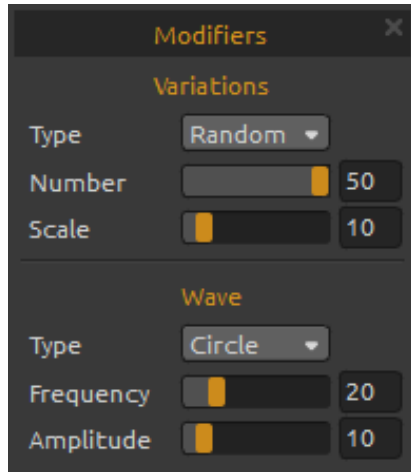 Modifiers
Variations
Type Random
Number 50
Scale 10
Wave
Type Circle
Frequency 20
Amplitude 10